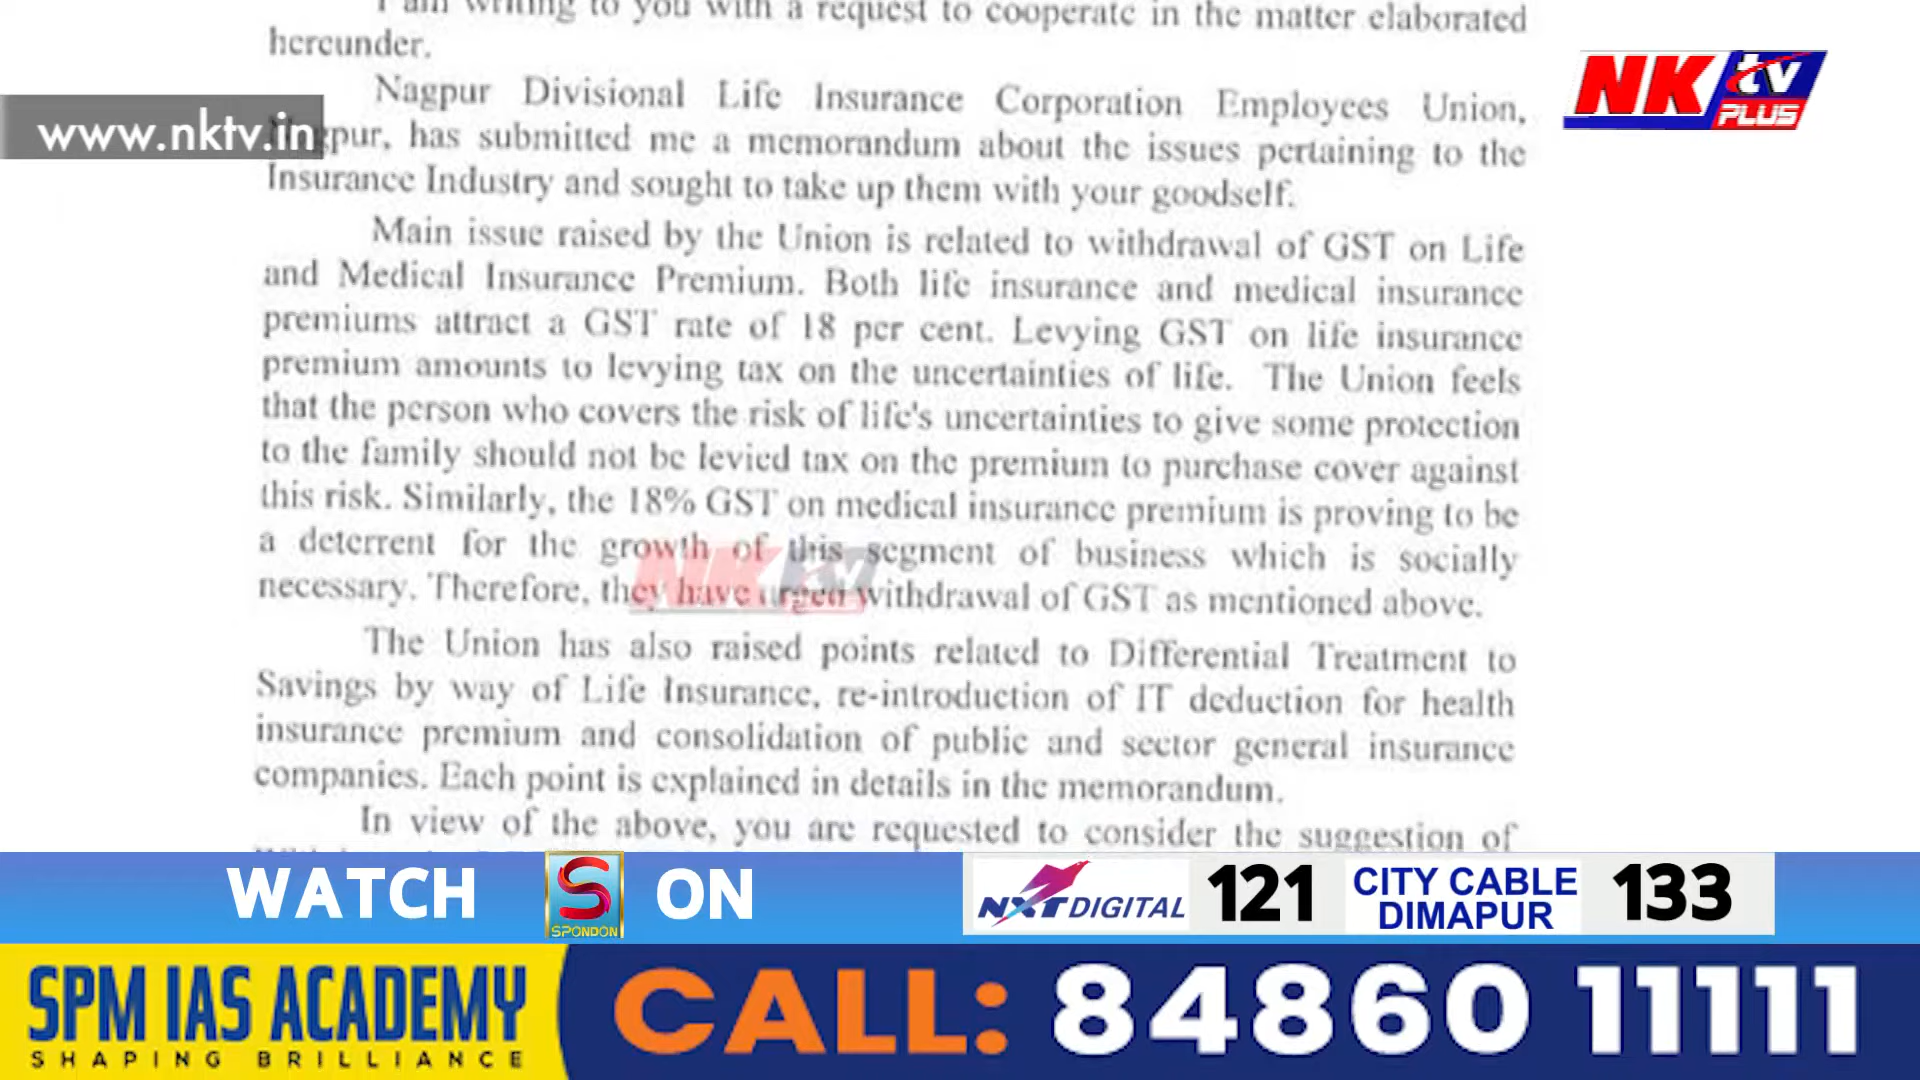 I am writing to you with a request to cooperate in the matter elaborated
hereunder.
Nagpur Divisional Life Insurance Corporation Employees Union,
Nagpur, has submitted me a memorandum about the issues pertaining to the
Insurance Industry and sought to take up them with your goodself.
Main issue raised by the Union is related to withdrawal of GST on Life
and Medical Insurance Premium. Both life insurance and medical insurance
premiums attract a GST rate of 18 per cent. Levying GST on life insurance
premium amounts to levying tax on the uncertainties of life. The Union feels
that the person who covers the risk of life's uncertainties to give some protection
to the family should not be levied tax on the premium to purchase cover against
this risk. Similarly, the 18% GST on medical insurance premium is proving to be
a deterrent for the growth of this segment of business which is socially
necessary. Therefore, they have urged withdrawal of GST as mentioned above.
The Union has also raised points related to Differential Treatment to
Savings by way of Life Insurance, re-introduction of IT deduction for health
insurance premium and consolidation of public and sector general insurance
companies. Each point is explained in details in the memorandum.
In view of the above, you are requested to consider the suggestion of
www.nktv.in
NK tv
PLUS
NK tv
WATCH S SPONDON ON
NXT DIGITAL 121
CITY CABLE
DIMAPUR 133
SPM IAS ACADEMY
SHAPING BRILLIANCE
CALL: 84860 11111